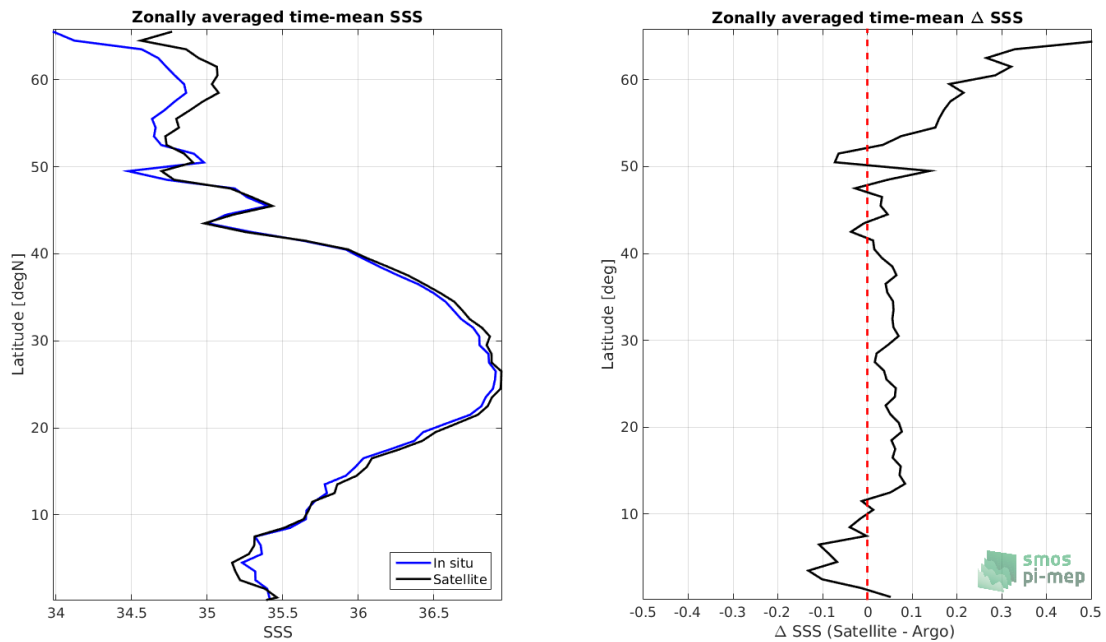 Zonally averaged time-mean SSS
60
50
40
30
20
10
Latitude [degN]
34
34.5
35
35.5
36
36.5
SSS
In situ
Satellite
Zonally averaged time-mean Δ SSS
60
50
40
30
20
10
Latitude [deg]
-0.5
-0.4
-0.3
-0.2
-0.1
0
0.1
0.2
0.3
0.4
0.5
Δ SSS (Satellite - Argo)
smos
pi-mep